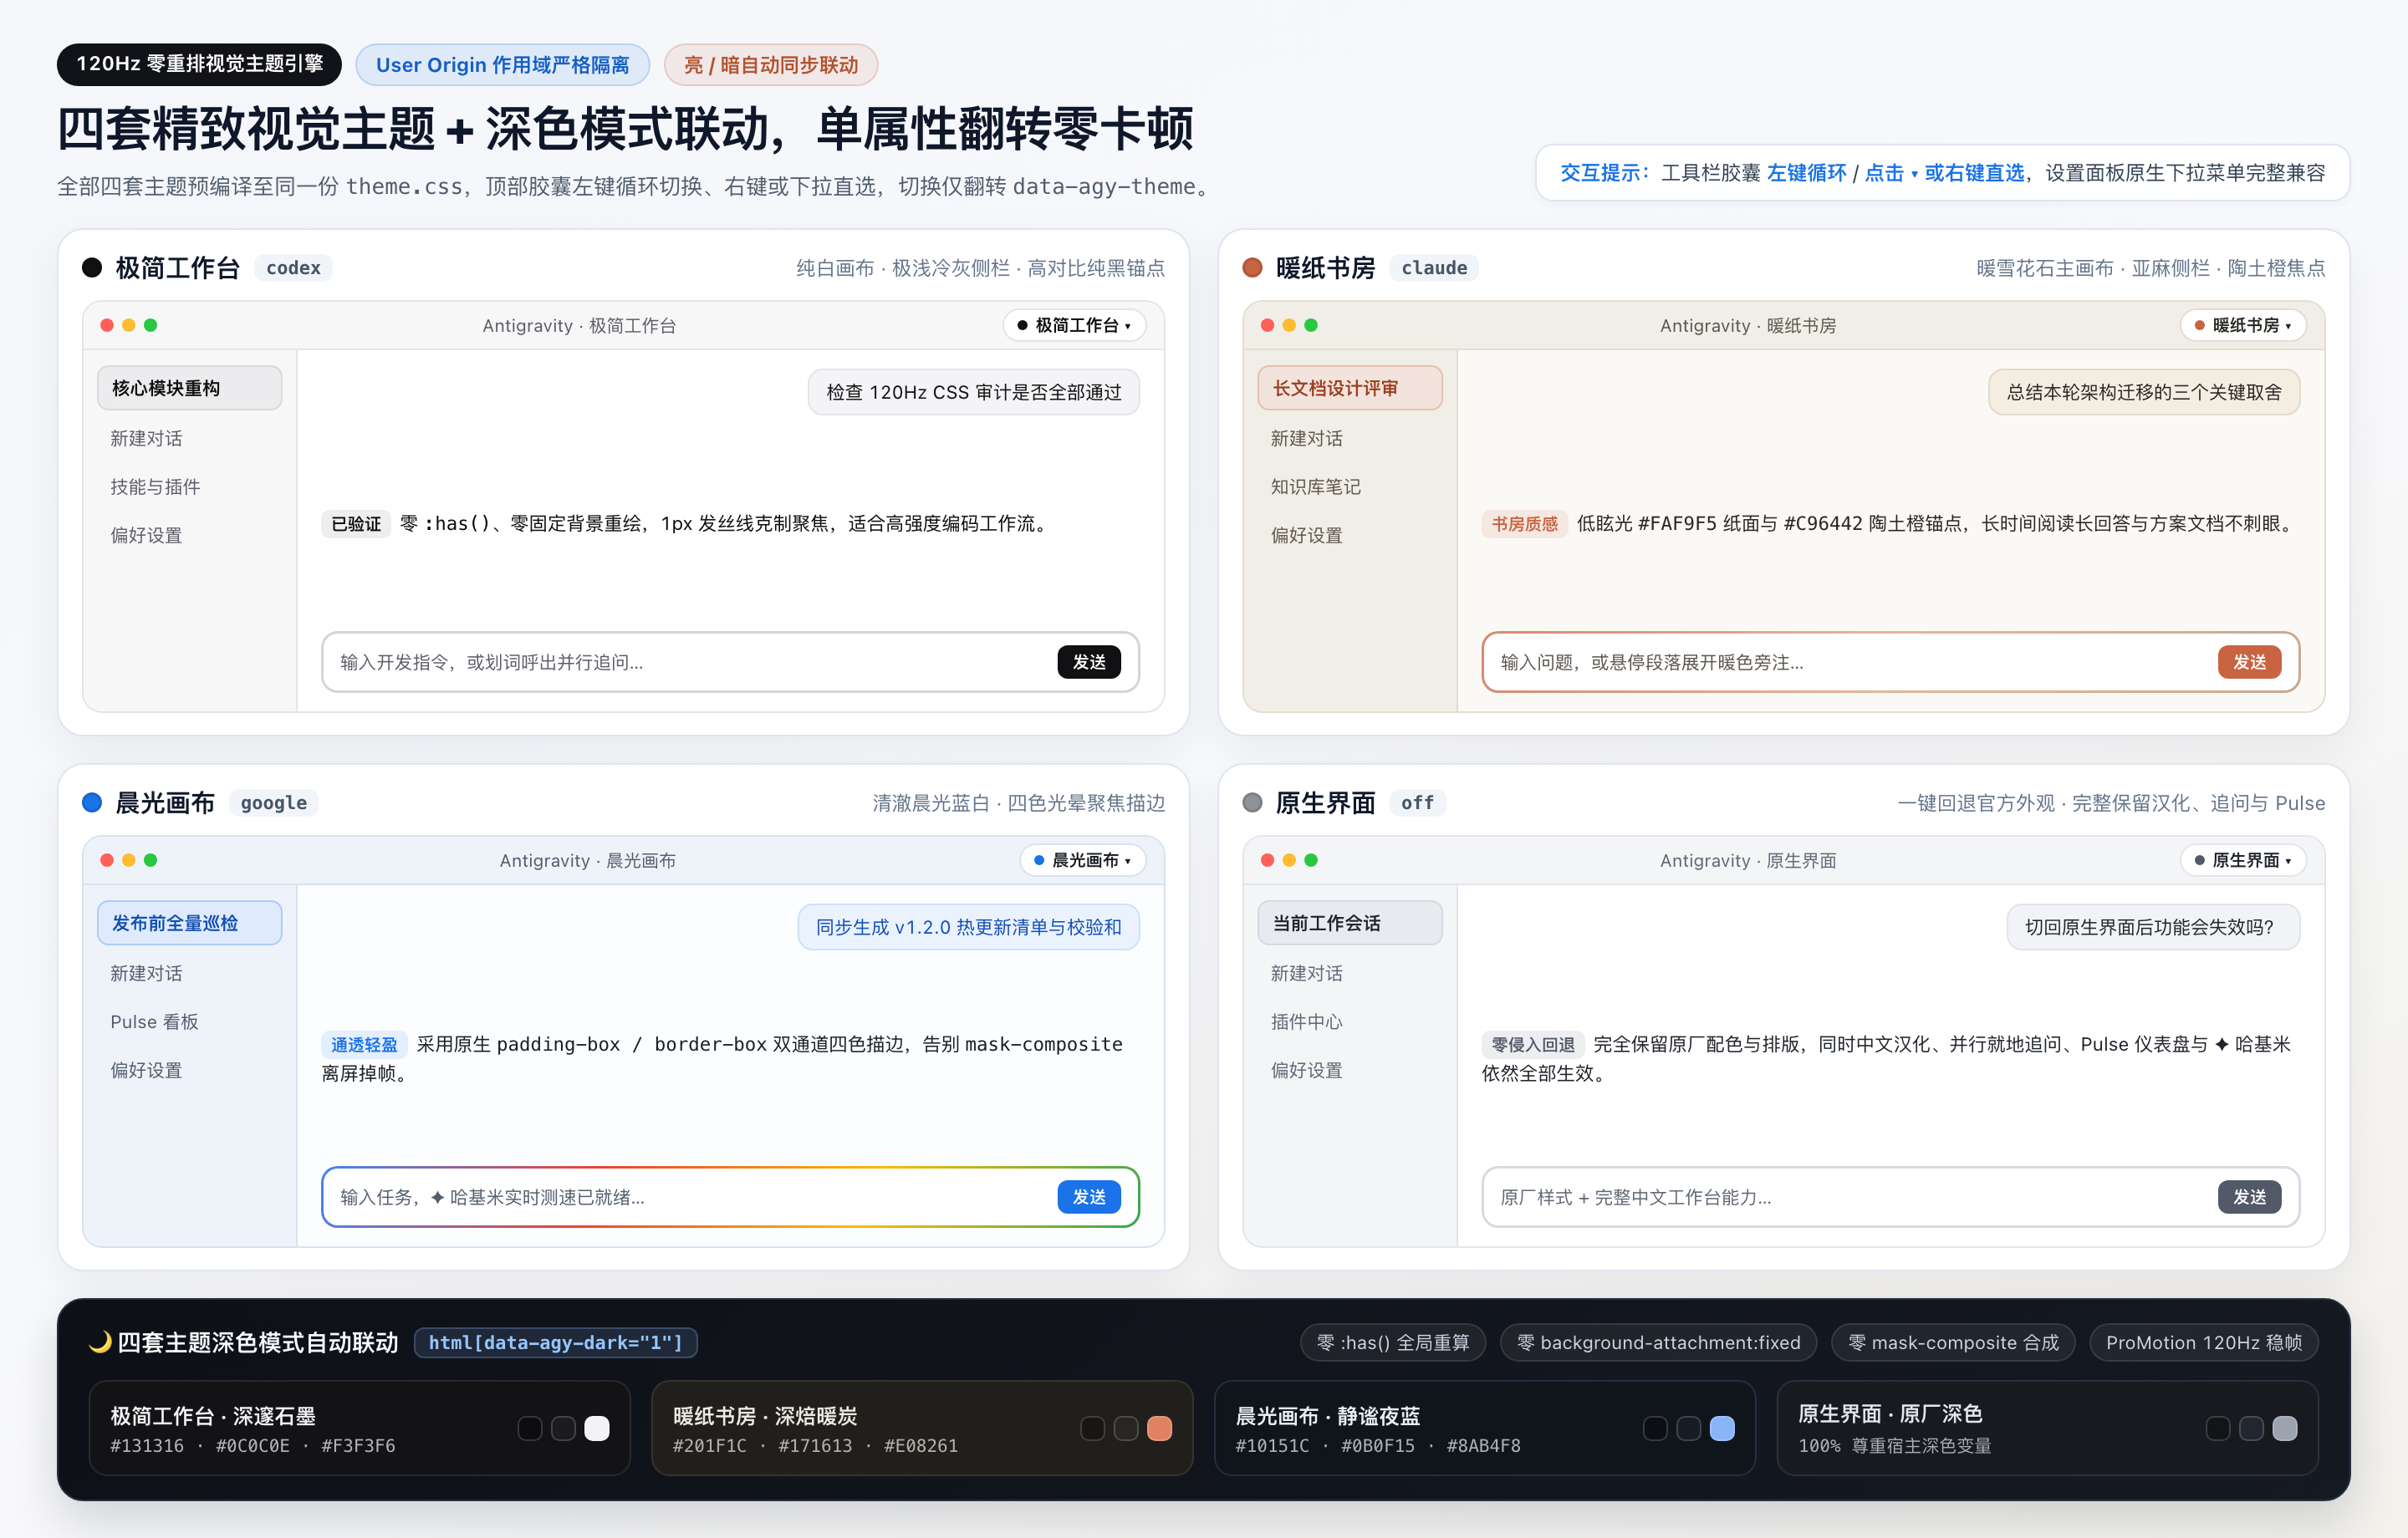 120Hz 零重排视觉主题引擎
User Origin 作用域严格隔离
亮 / 暗自动同步联动
四套精致视觉主题 + 深色模式联动，单属性翻转零卡顿
全部四套主题预编译至同一份 theme.css，顶部胶囊左键循环切换、右键或下拉直选，切换仅翻转 data-agy-theme。
交互提示：工具栏胶囊 左键循环 / 点击 ▾ 或右键直选，设置面板原生下拉菜单完整兼容
极简工作台 codex
纯白画布 · 极浅冷灰侧栏 · 高对比纯黑锚点
Antigravity · 极简工作台
极简工作台 ▾
核心模块重构
新建对话
技能与插件
偏好设置
检查 120Hz CSS 审计是否全部通过
已验证 零 :has()、零固定背景重绘，1px 发丝线克制聚焦，适合高强度编码工作流。
输入开发指令，或划词呼出并行追问...
发送
暖纸书房 claude
暖雪花石主画布 · 亚麻侧栏 · 陶土橙焦点
Antigravity · 暖纸书房
暖纸书房 ▾
长文档设计评审
新建对话
知识库笔记
偏好设置
总结本轮架构迁移的三个关键取舍
书房质感 低眩光 #FAF9F5 纸面与 #C96442 陶土橙锚点，长时间阅读长回答与方案文档不刺眼。
输入问题，或悬停段落展开暖色旁注...
发送
晨光画布 google
清澈晨光蓝白 · 四色光晕聚焦描边
Antigravity · 晨光画布
晨光画布 ▾
发布前全量巡检
新建对话
Pulse 看板
偏好设置
同步生成 v1.2.0 热更新清单与校验和
通透轻盈 采用原生 padding-box / border-box 双通道四色描边，告别 mask-composite
离屏掉帧。
输入任务，✦ 哈基米实时测速已就绪...
发送
原生界面 off
一键回退官方外观 · 完整保留汉化、追问与 Pulse
Antigravity · 原生界面
原生界面 ▾
当前工作会话
新建对话
插件中心
偏好设置
切回原生界面后功能会失效吗？
零侵入回退 完全保留原厂配色与排版，同时中文汉化、并行就地追问、Pulse 仪表盘与 ✦ 哈基米
依然全部生效。
原厂样式 + 完整中文工作台能力...
发送
🌙 四套主题深色模式自动联动 html[data-agy-dark="1"]
零 :has() 全局重算
零 background-attachment:fixed
零 mask-composite 合成
ProMotion 120Hz 稳帧
极简工作台 · 深邃石墨
#131316 · #0C0C0E · #F3F3F6
暖纸书房 · 深焙暖炭
#201F1C · #171613 · #E08261
晨光画布 · 静谧夜蓝
#10151C · #0B0F15 · #8AB4F8
原生界面 · 原厂深色
100% 尊重宿主深色变量